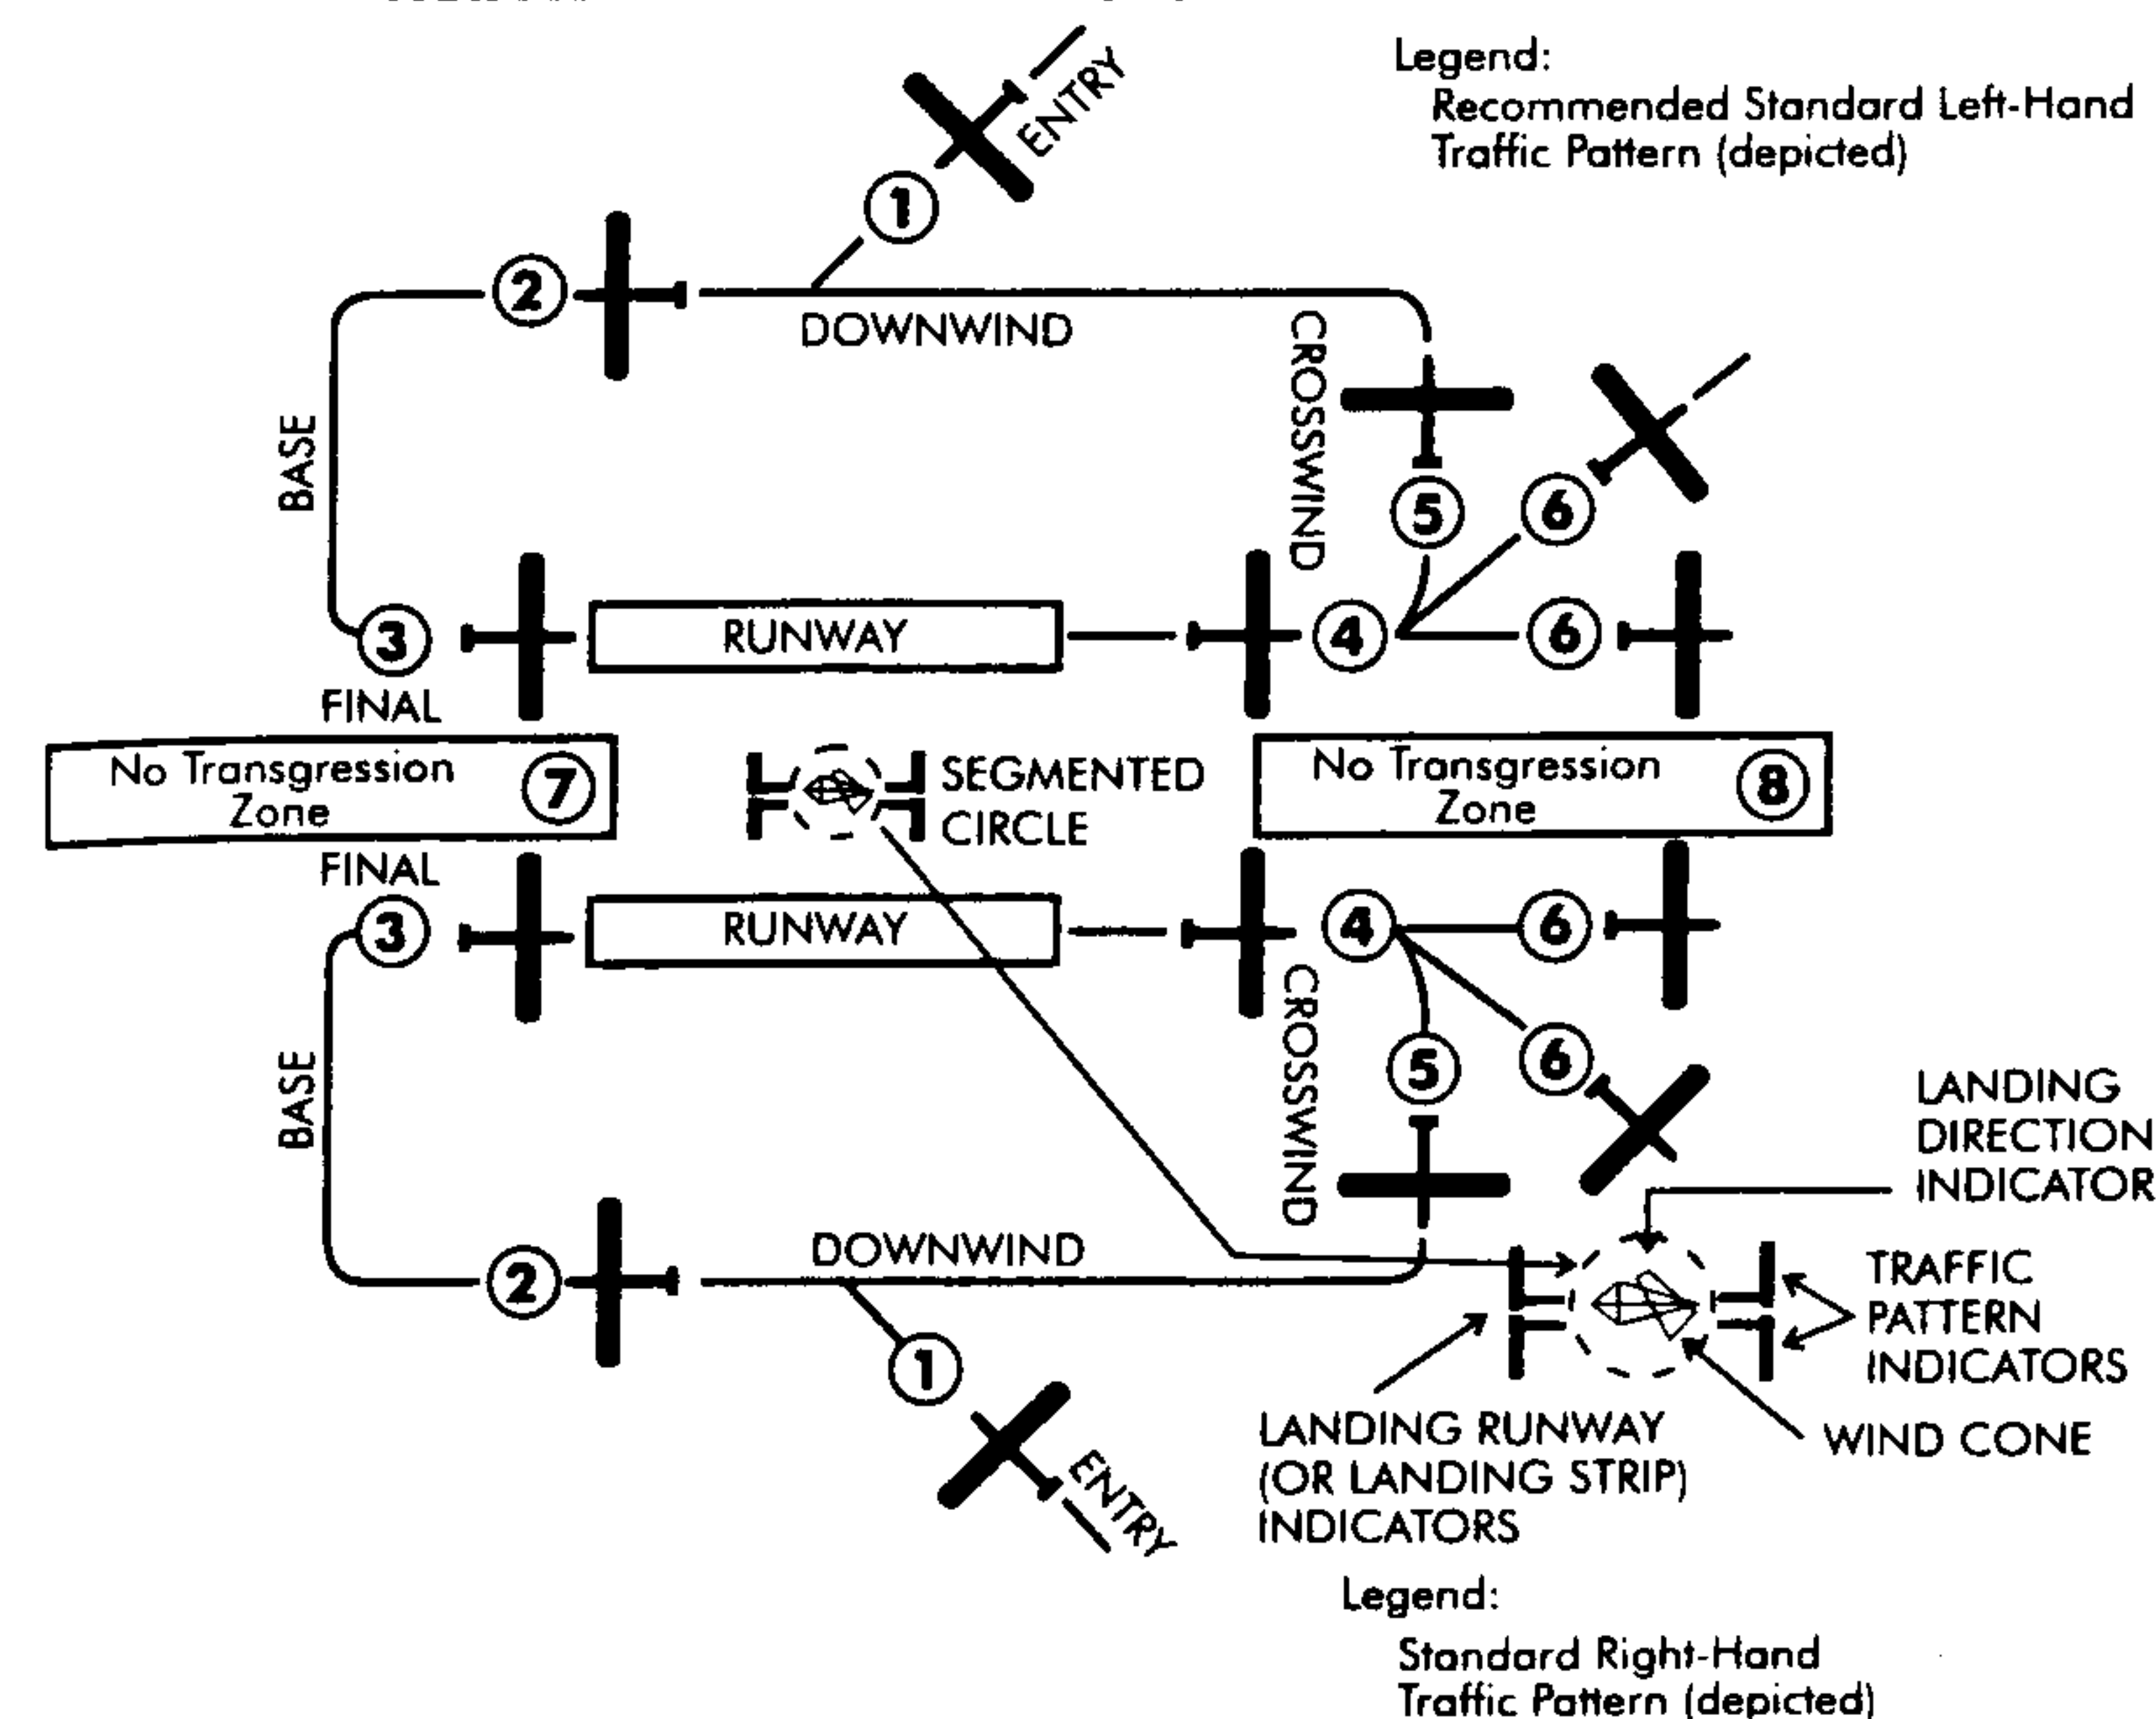 Legend:
Recommended Standard Left-Hand
Traffic Pattern (depicted)
ENTRY
1
2
DOWNWIND
CROSSWIND
BASE
5
6
3
RUNWAY
4
6
FINAL
No Transgression
Zone
7
SEGMENTED
CIRCLE
No Transgression
Zone
8
FINAL
3
RUNWAY
4
6
CROSSWIND
BASE
5
6
LANDING
DIRECTION
INDICATOR
DOWNWIND
2
1
TRAFFIC
PATTERN
INDICATORS
ENTRY
LANDING RUNWAY
(OR LANDING STRIP)
INDICATORS
WIND CONE
Legend:
Standard Right-Hand
Traffic Pattern (depicted)